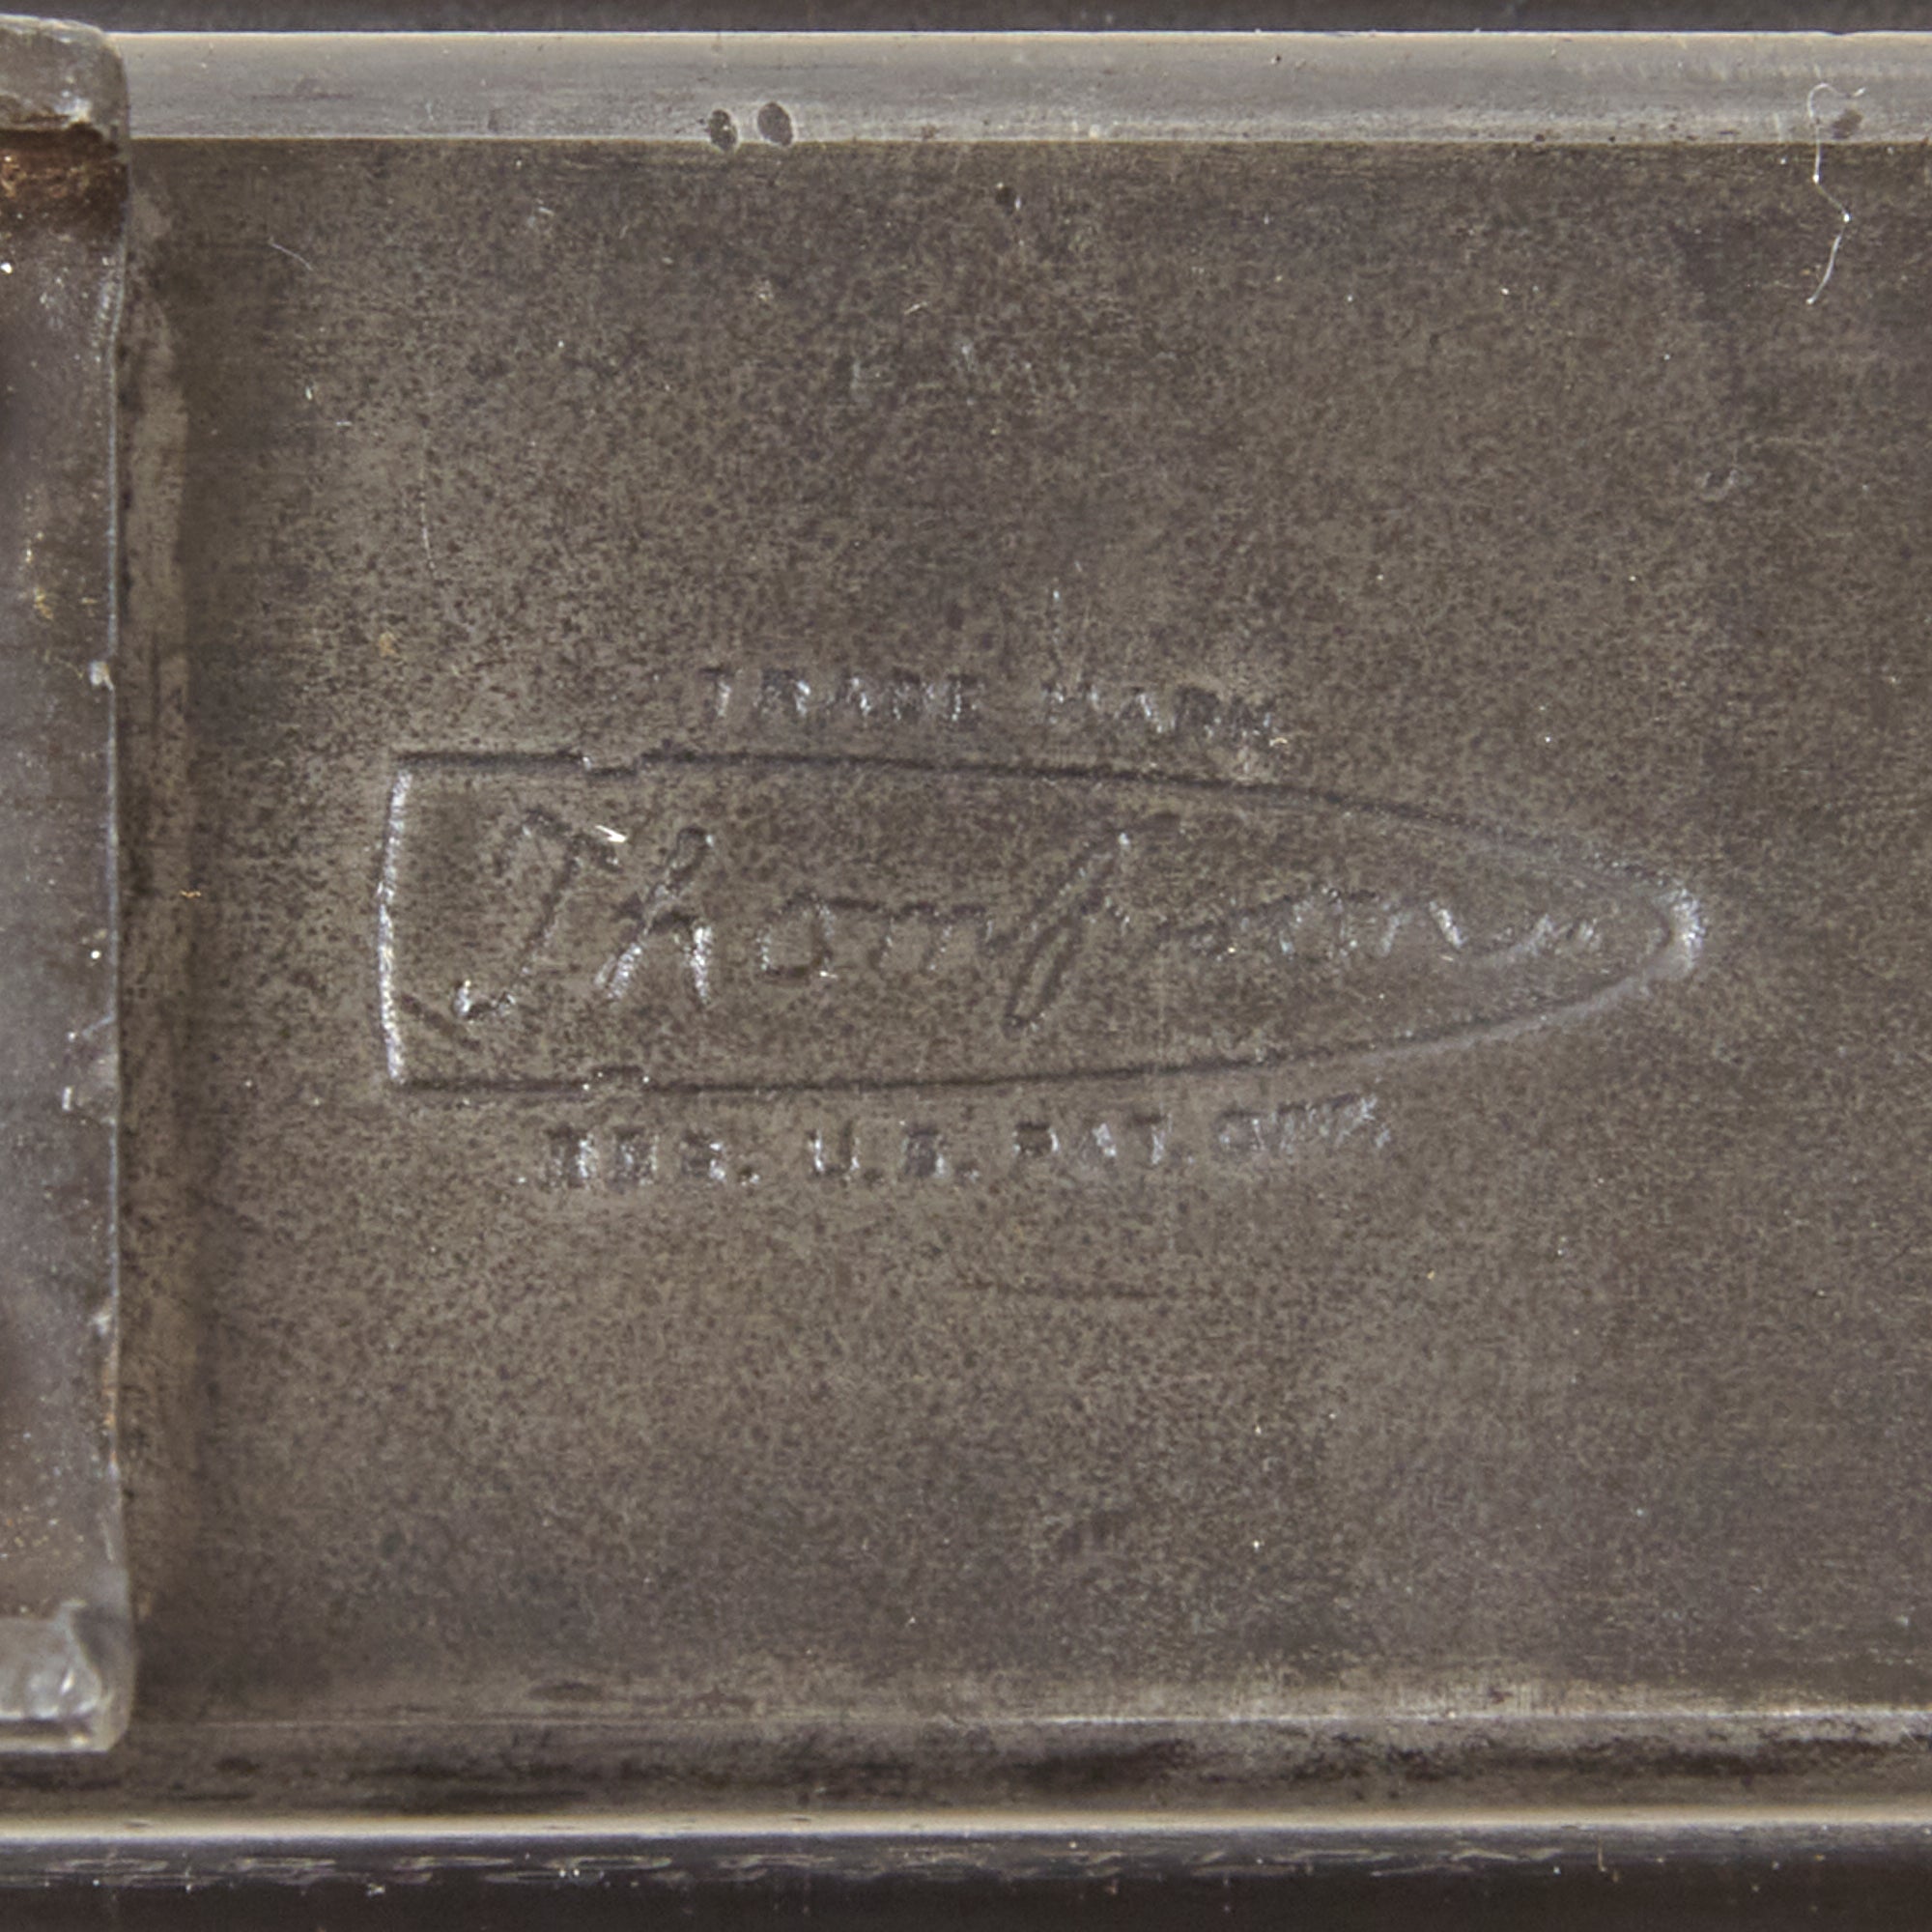 TRADE MARK
Thompson
.REG. U.S. PAT. OFF.